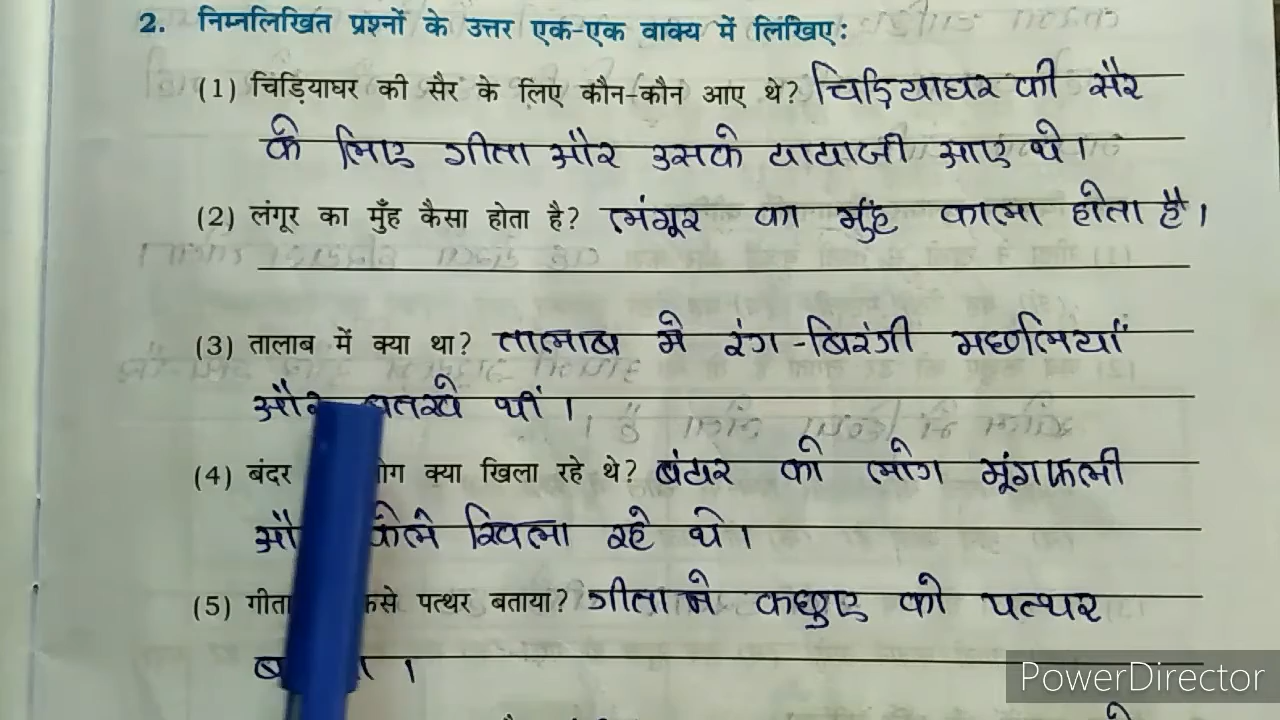 2. निम्नलिखित प्रश्नों के उत्तर एक-एक वाक्य में लिखिए:
(1) चिड़ियाघर की सैर के लिए कौन-कौन आए थे? चिड़ियाघर की सैर
के लिए गीता और उसके दादाजी आए थे।
(2) लंगूर का मुँह कैसा होता है? लंगूर का मुँह काला होता है।
(3) तालाब में क्या था? तालाब मे रंग-बिरंगी मछलियाँ
और बतखे थीं।
(4) बंदर क्या खिला रहे थे? बंदर को लोग मूंगफली
केले खिला रहे थे।
(5) गीता पत्थर बताया? गीता ने कछुए को पत्थर
PowerDirector